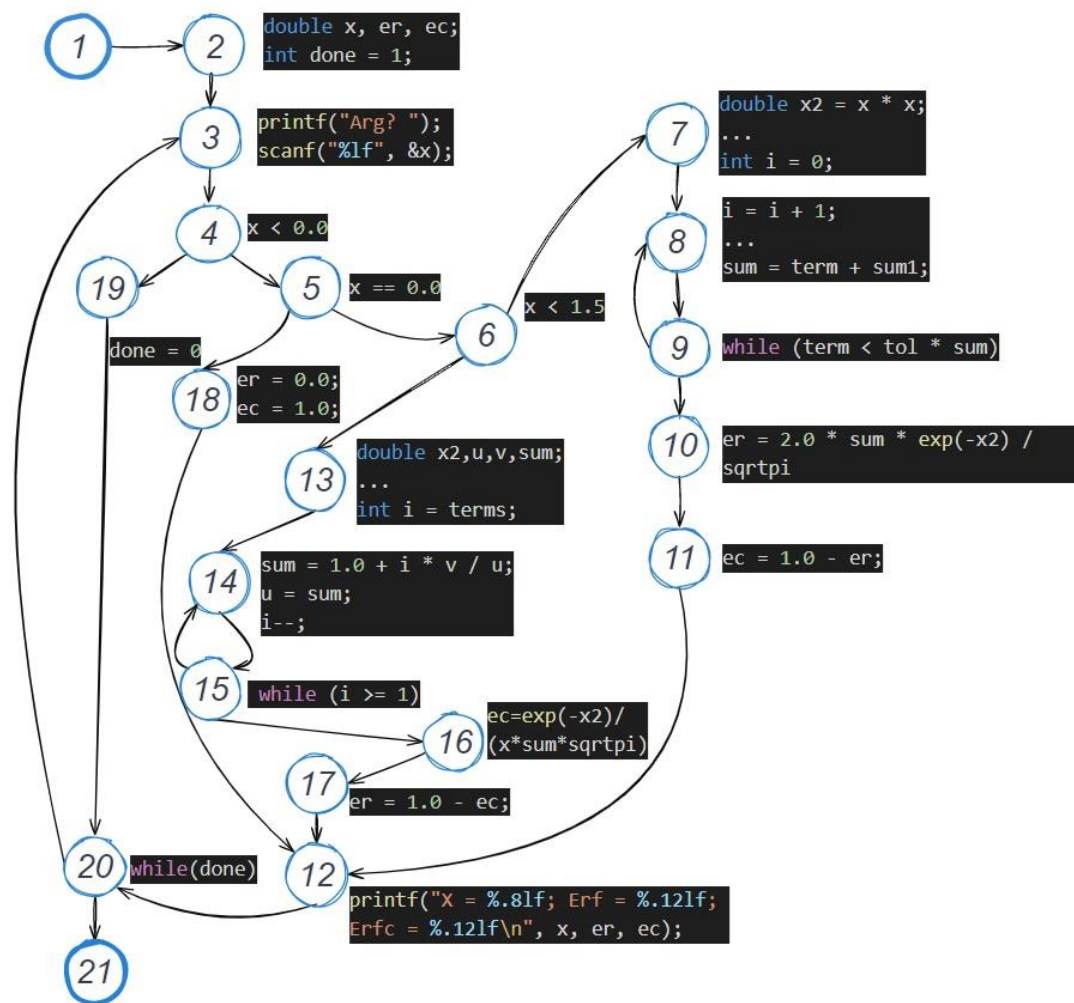 1
2
double x, er, ec;
int done = 1;
3
printf("Arg? ");
scanf("%lf", &x);
4
x < 0.0
19
done = 0
5
x == 0.0
18
er = 0.0;
ec = 1.0;
6
x < 1.5
7
double x2 = x * x;
...
int i = 0;
8
i = i + 1;
...
sum = term + sum1;
9
while (term < tol * sum)
10
er = 2.0 * sum * exp(-x2) /
sqrtpi
11
ec = 1.0 - er;
13
double x2,u,v,sum;
...
int i = terms;
14
sum = 1.0 + i * v / u;
u = sum;
i--;
15
while (i >= 1)
16
ec=exp(-x2)/
(x*sum*sqrtpi)
17
er = 1.0 - ec;
12
printf("X = %.8lf; Erf = %.12lf;
Erfc = %.12lf\n", x, er, ec);
20
while(done)
21